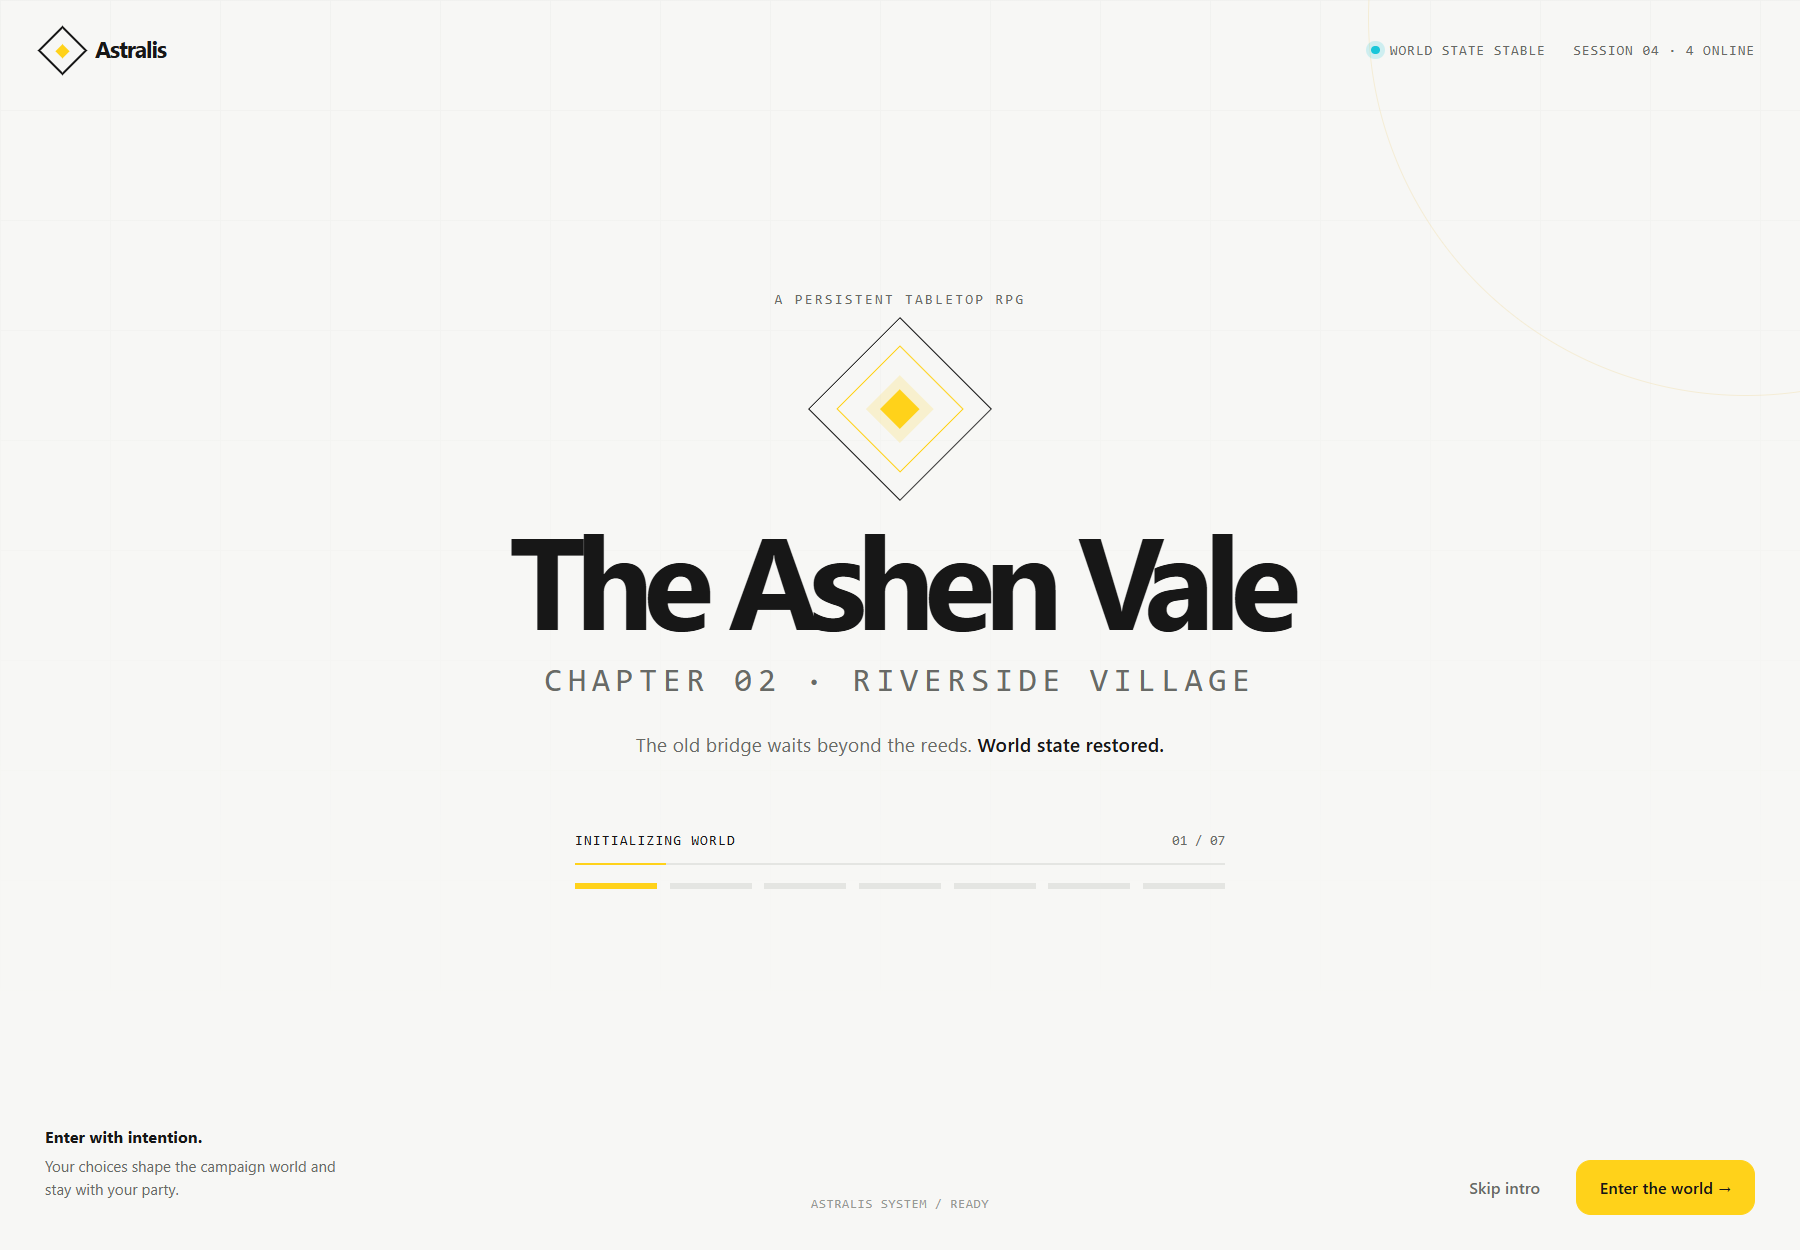 Astralis
WORLD STATE STABLE
SESSION 04 · 4 ONLINE
A PERSISTENT TABLETOP RPG
The Ashen Vale
CHAPTER 02 · RIVERSIDE VILLAGE
The old bridge waits beyond the reeds. World state restored.
INITIALIZING WORLD
01 / 07
Enter with intention.
Your choices shape the campaign world and
stay with your party.
ASTRALIS SYSTEM / READY
Skip intro
Enter the world →